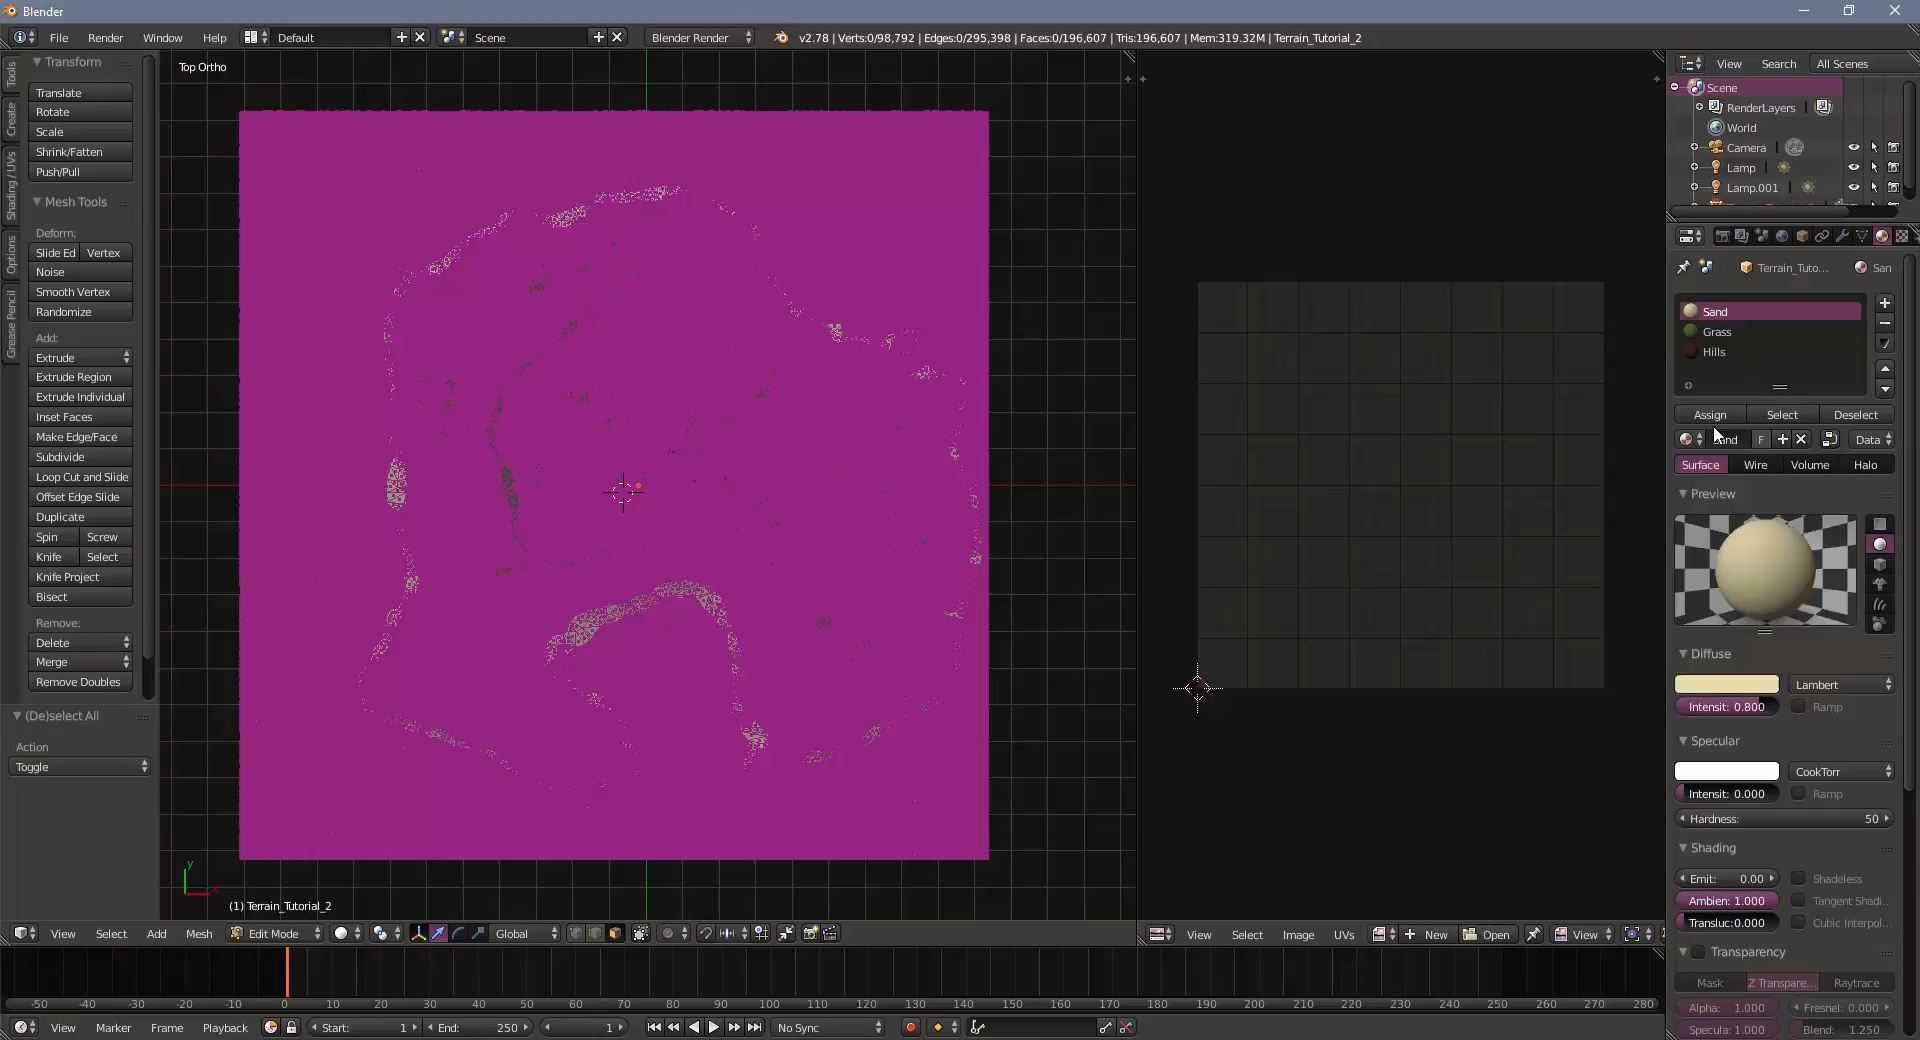 Blender
File Render Window Help Default Scene Blender Render v2.78 | Verts:0/98,792 | Edges:0/295,398 | Faces:0/196,607 | Tris:196,607 | Mem:319.32M | Terrain_Tutorial_2
Tools
Create
Shading / UVs
Options
Grease Pencil
Transform
Translate
Rotate
Scale
Shrink/Fatten
Push/Pull
Mesh Tools
Deform:
Slide Ed Vertex
Noise
Smooth Vertex
Randomize
Add:
Extrude
Extrude Region
Extrude Individual
Inset Faces
Make Edge/Face
Subdivide
Loop Cut and Slide
Offset Edge Slide
Duplicate
Spin Screw
Knife Select
Knife Project
Bisect
Remove:
Delete
Merge
Remove Doubles
(De)select All
Action
Toggle
Top Ortho
y
x
(1) Terrain_Tutorial_2
View Select Add Mesh Edit Mode Global
View Select Image UVs New Open View
View Search All Scenes
Scene
RenderLayers
World
Camera
Lamp
Lamp.001
Terrain_Tuto... San
Sand
Grass
Hills
Assign Select Deselect
F Data
Surface Wire Volume Halo
Preview
Diffuse
Lambert
Intensit: 0.800 Ramp
Specular
CookTorr
Intensit: 0.000 Ramp
Hardness: 50
Shading
Emit: 0.00 Shadeless
Ambien: 1.000 Tangent Shadi...
Transluc:0.000 Cubic Interpol...
Transparency
Mask Z Transpare... Raytrace
Alpha: 1.000 Fresnel: 0.000
Specula: 1.000 Blend: 1.250
-50 -40 -30 -20 -10 0 10 20 30 40 50 60 70 80 90 100 110 120 130 140 150 160 170 180 190 200 210 220 230 240 250 260 270 280
View Marker Frame Playback Start: 1 End: 250 1 No Sync